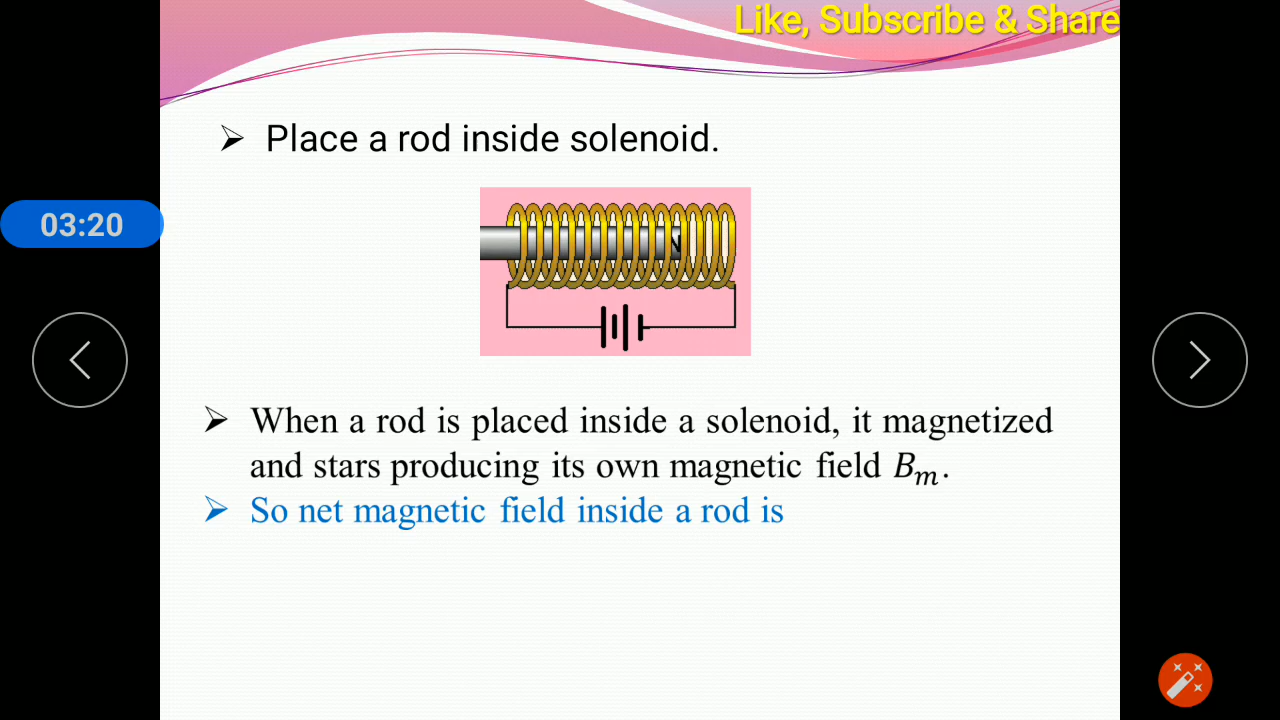 Like, Subscribe & Share
➢ Place a rod inside solenoid.
03:20
N
➢ When a rod is placed inside a solenoid, it magnetized
and stars producing its own magnetic field Bₘ.
➢ So net magnetic field inside a rod is